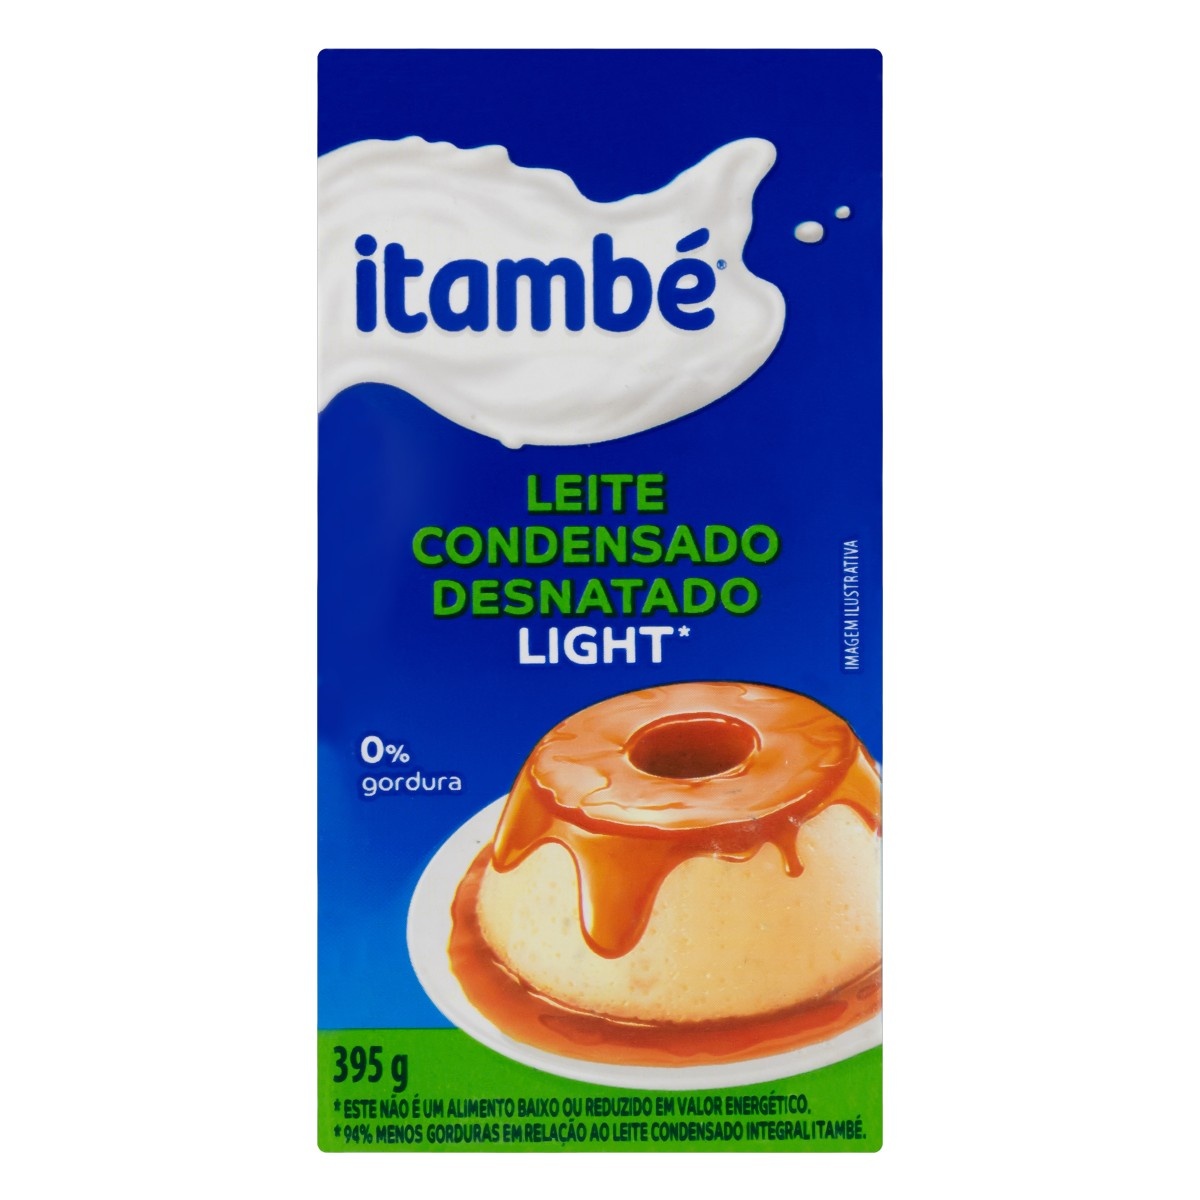 itambé®
LEITE
CONDENSADO
DESNATADO
LIGHT*
IMAGEM ILUSTRATIVA
0%
gordura
395 g
*ESTE NÃO É UM ALIMENTO BAIXO OU REDUZIDO EM VALOR ENERGÉTICO.
*94% MENOS GORDURAS EM RELAÇÃO AO LEITE CONDENSADO INTEGRAL ITAMBÉ.